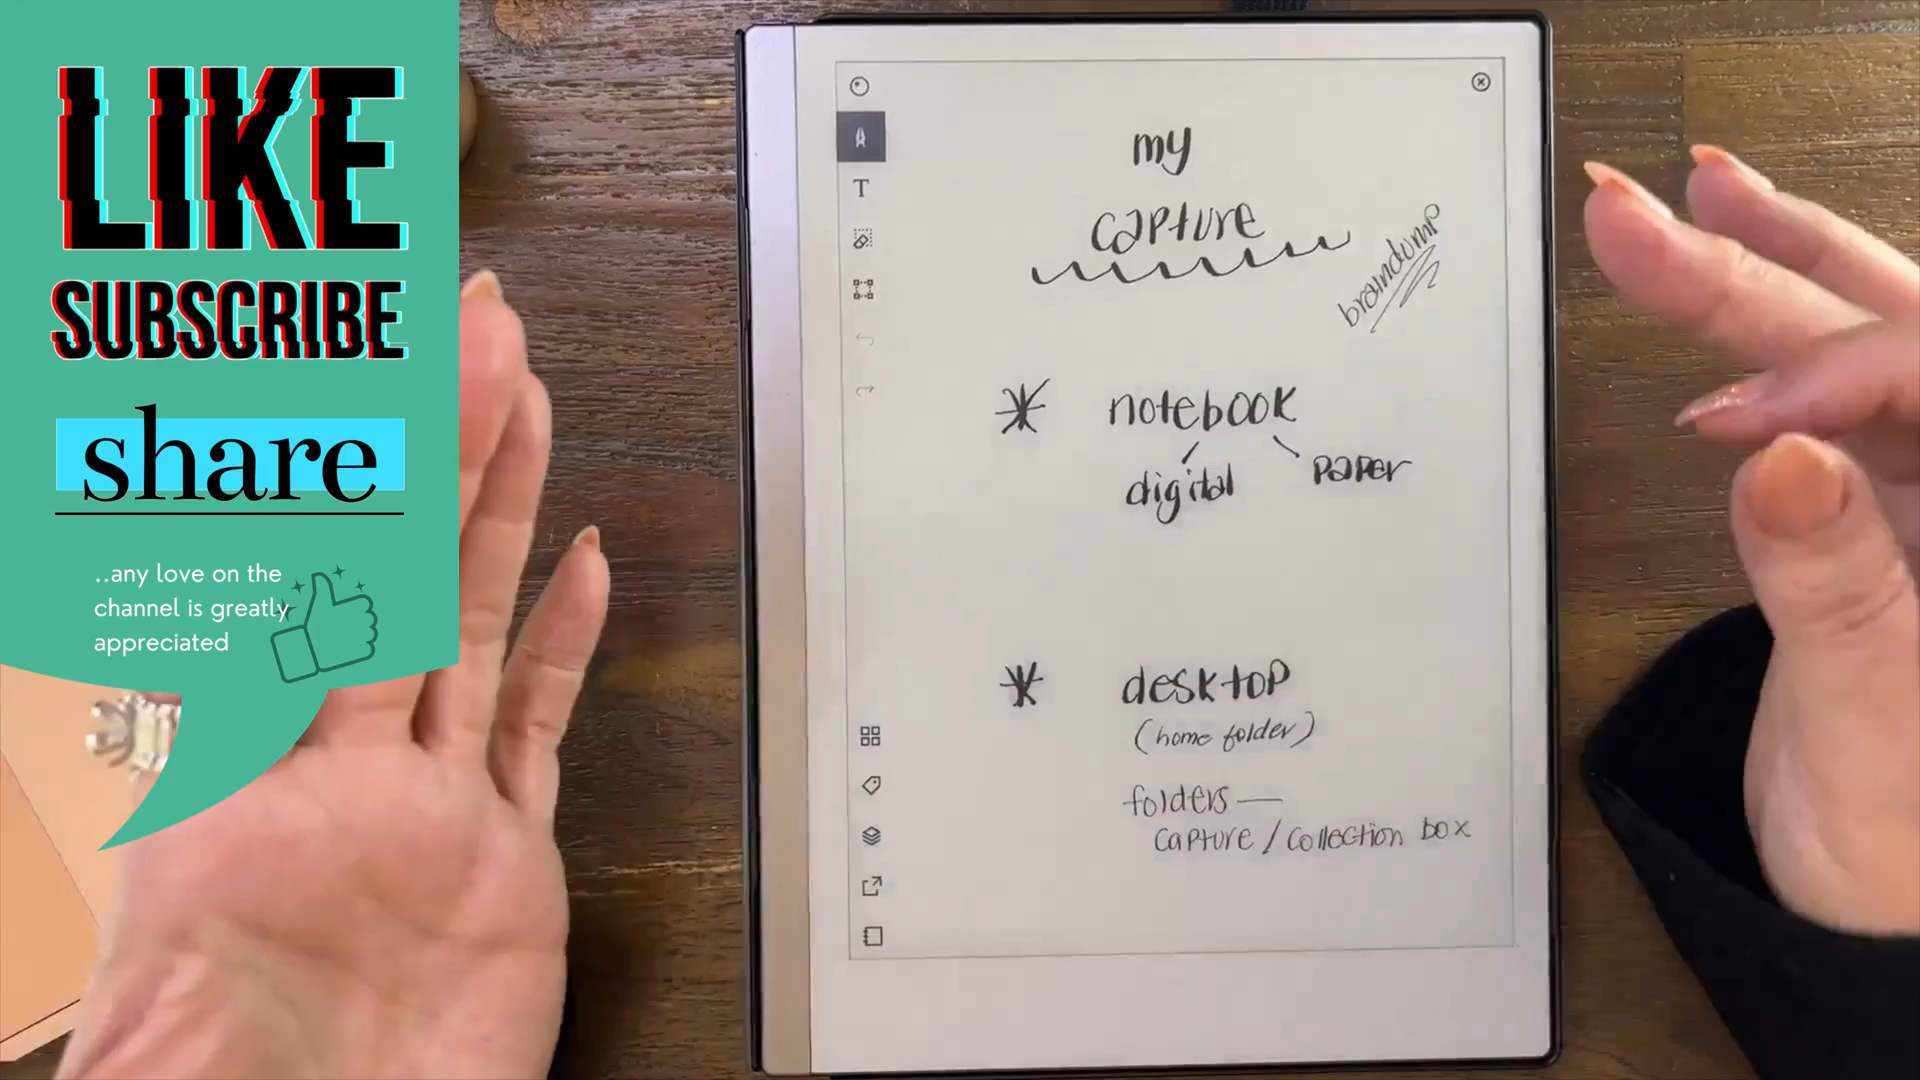 LIKE
SUBSCRIBE
share
..any love on the
channel is greatly
appreciated
T
my
capture
braindump
notebook
digital
paper
desktop
(home folder)
folders —
capture / collection box